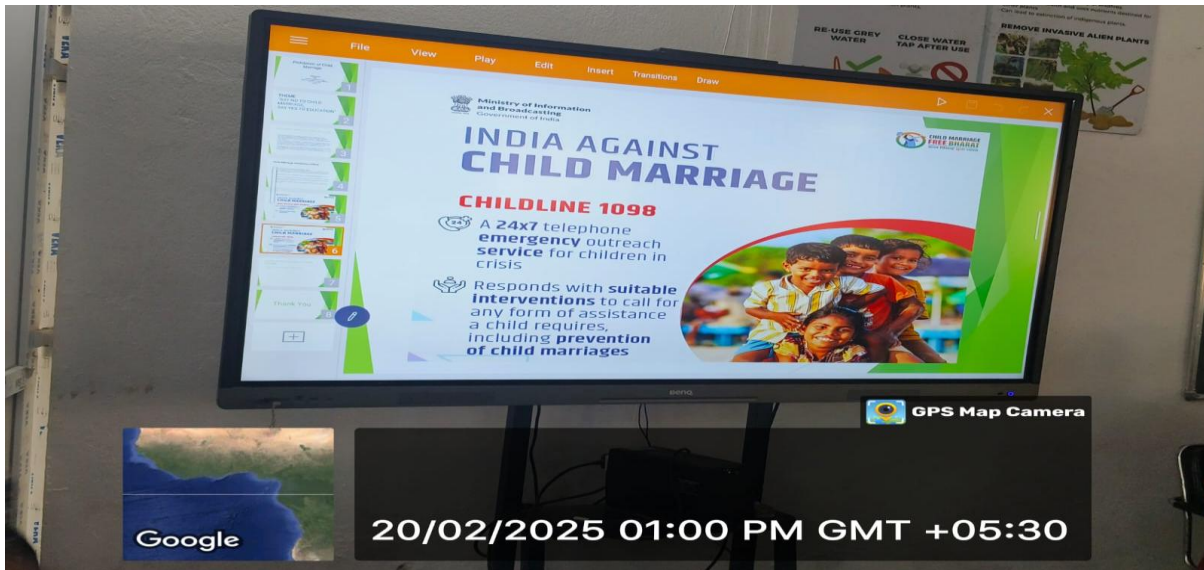 RE-USE GREY
WATER
CLOSE WATER
TAP AFTER USE
REMOVE INVASIVE ALIEN PLANTS
File View Play Edit Insert Transitions Draw
Ministry of Information
and Broadcasting
Government of India
CHILD MARRIAGE
FREE BHARAT
INDIA AGAINST
CHILD MARRIAGE
CHILDLINE 1098
A 24x7 telephone
emergency outreach
service for children in
crisis
Responds with suitable
interventions to call for
any form of assistance
a child requires,
including prevention
of child marriages
Thank You
6
8
BenQ
GPS Map Camera
Google
20/02/2025 01:00 PM GMT +05:30